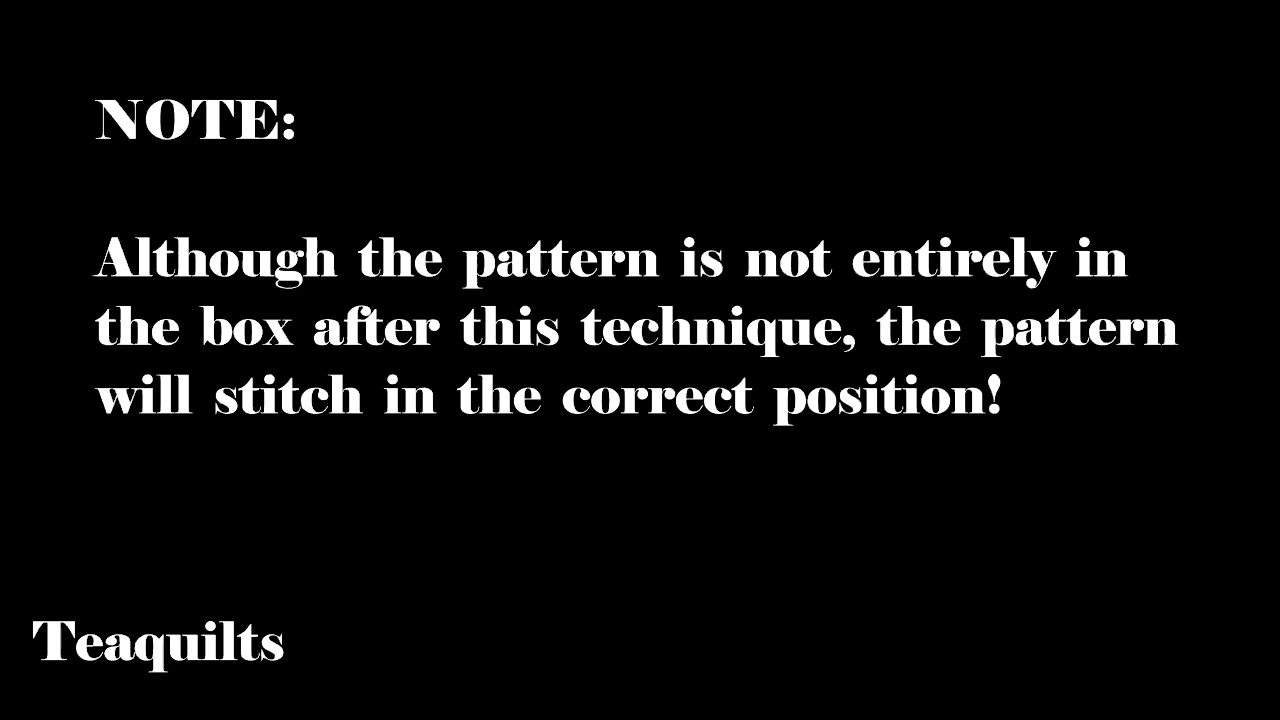 NOTE:
Although the pattern is not entirely in
the box after this technique, the pattern
will stitch in the correct position!
Teaquilts